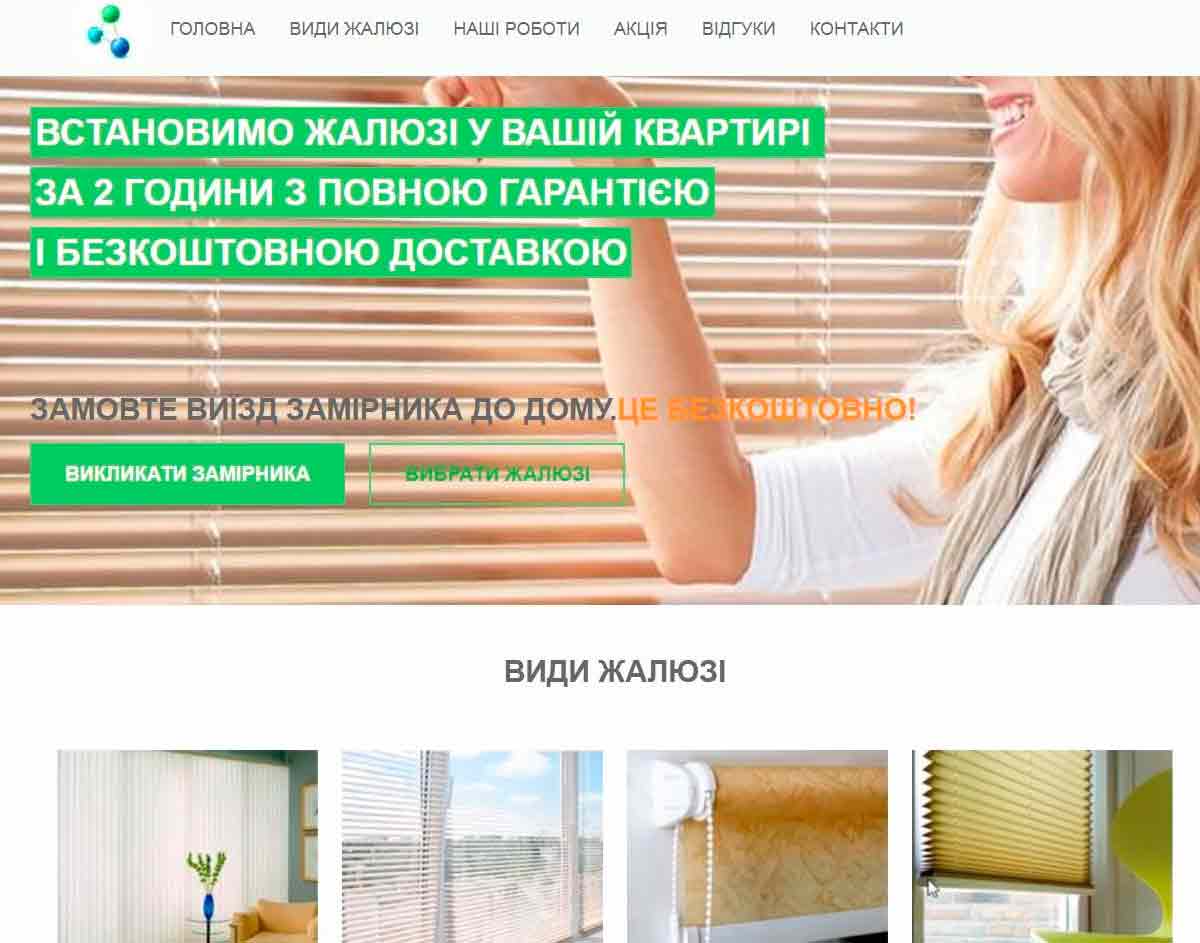 ГОЛОВНА ВИДИ ЖАЛЮЗІ НАШІ РОБОТИ АКЦІЯ ВІДГУКИ КОНТАКТИ
ВСТАНОВИМО ЖАЛЮЗІ У ВАШІЙ КВАРТИРІ
ЗА 2 ГОДИНИ З ПОВНОЮ ГАРАНТІЄЮ
І БЕЗКОШТОВНОЮ ДОСТАВКОЮ
ЗАМОВТЕ ВИЇЗД ЗАМІРНИКА ДО ДОМУ.ЦЕ БЕЗКОШТОВНО!
ВИКЛИКАТИ ЗАМІРНИКА ВИБРАТИ ЖАЛЮЗІ
ВИДИ ЖАЛЮЗІ